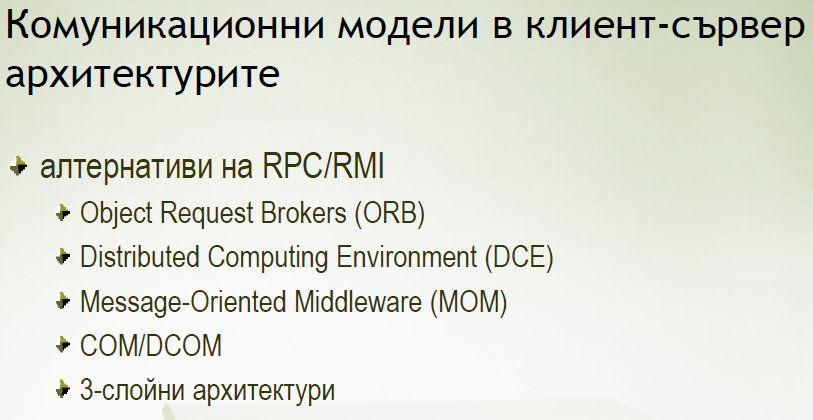 Комуникационни модели в клиент-сървер
архитектурите
алтернативи на RPC/RMI
Object Request Brokers (ORB)
Distributed Computing Environment (DCE)
Message-Oriented Middleware (MOM)
COM/DCOM
3-слойни архитектури